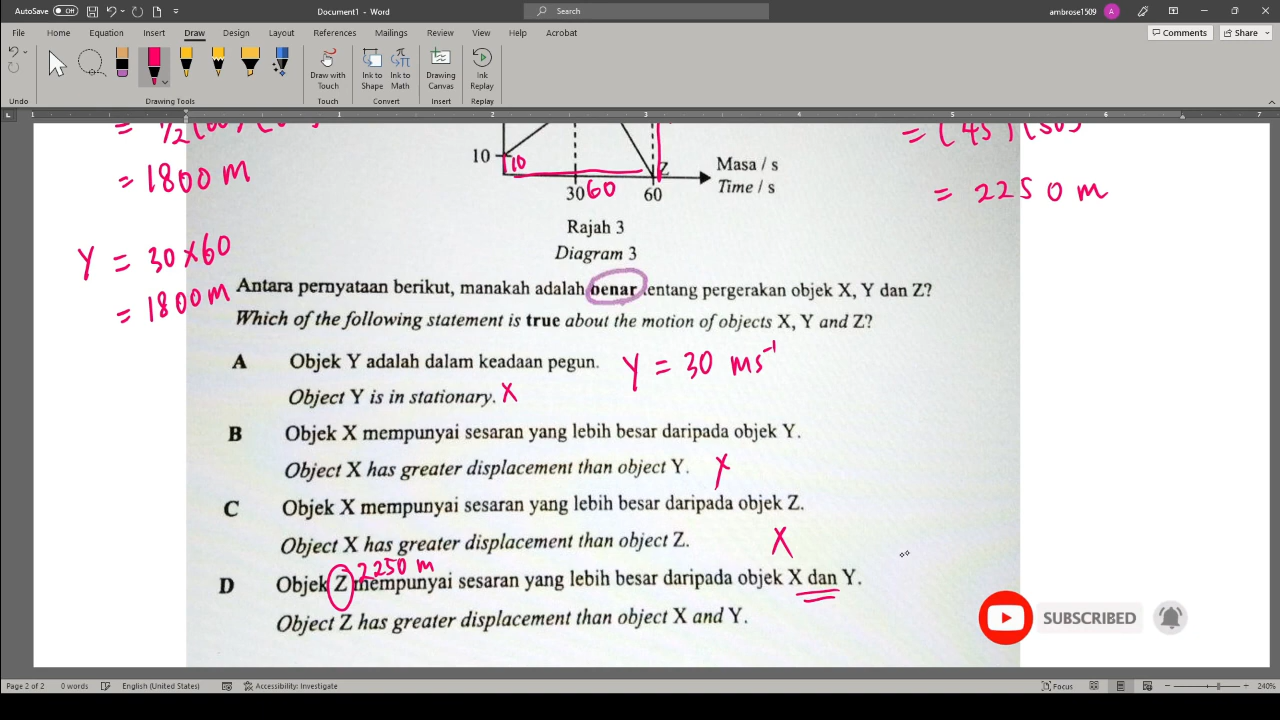 AutoSave Off Document1 - Word Search ambrose1509 A
File Home Equation Insert Draw Design Layout References Mailings Review View Help Acrobat Comments Share
Undo Draw with Touch Ink to Shape Ink to Math Drawing Canvas Ink Replay
Undo Drawing Tools Touch Convert Insert Replay
= 1800 m
= 2250 m
10 10
Z
Masa / s
Time / s
30 60 60
Rajah 3
Diagram 3
Y = 30 x 60
= 1800 m
Antara pernyataan berikut, manakah adalah benar tentang pergerakan objek X, Y dan Z?
Which of the following statement is true about the motion of objects X, Y and Z?
A Objek Y adalah dalam keadaan pegun. Y = 30 ms⁻¹
Object Y is in stationary. X
B Objek X mempunyai sesaran yang lebih besar daripada objek Y.
Object X has greater displacement than object Y. X
C Objek X mempunyai sesaran yang lebih besar daripada objek Z.
Object X has greater displacement than object Z. X
2250 m
D Objek Z mempunyai sesaran yang lebih besar daripada objek X dan Y.
Object Z has greater displacement than object X and Y.
SUBSCRIBED
Page 2 of 2 0 words English (United States) Accessibility: Investigate Focus 240%